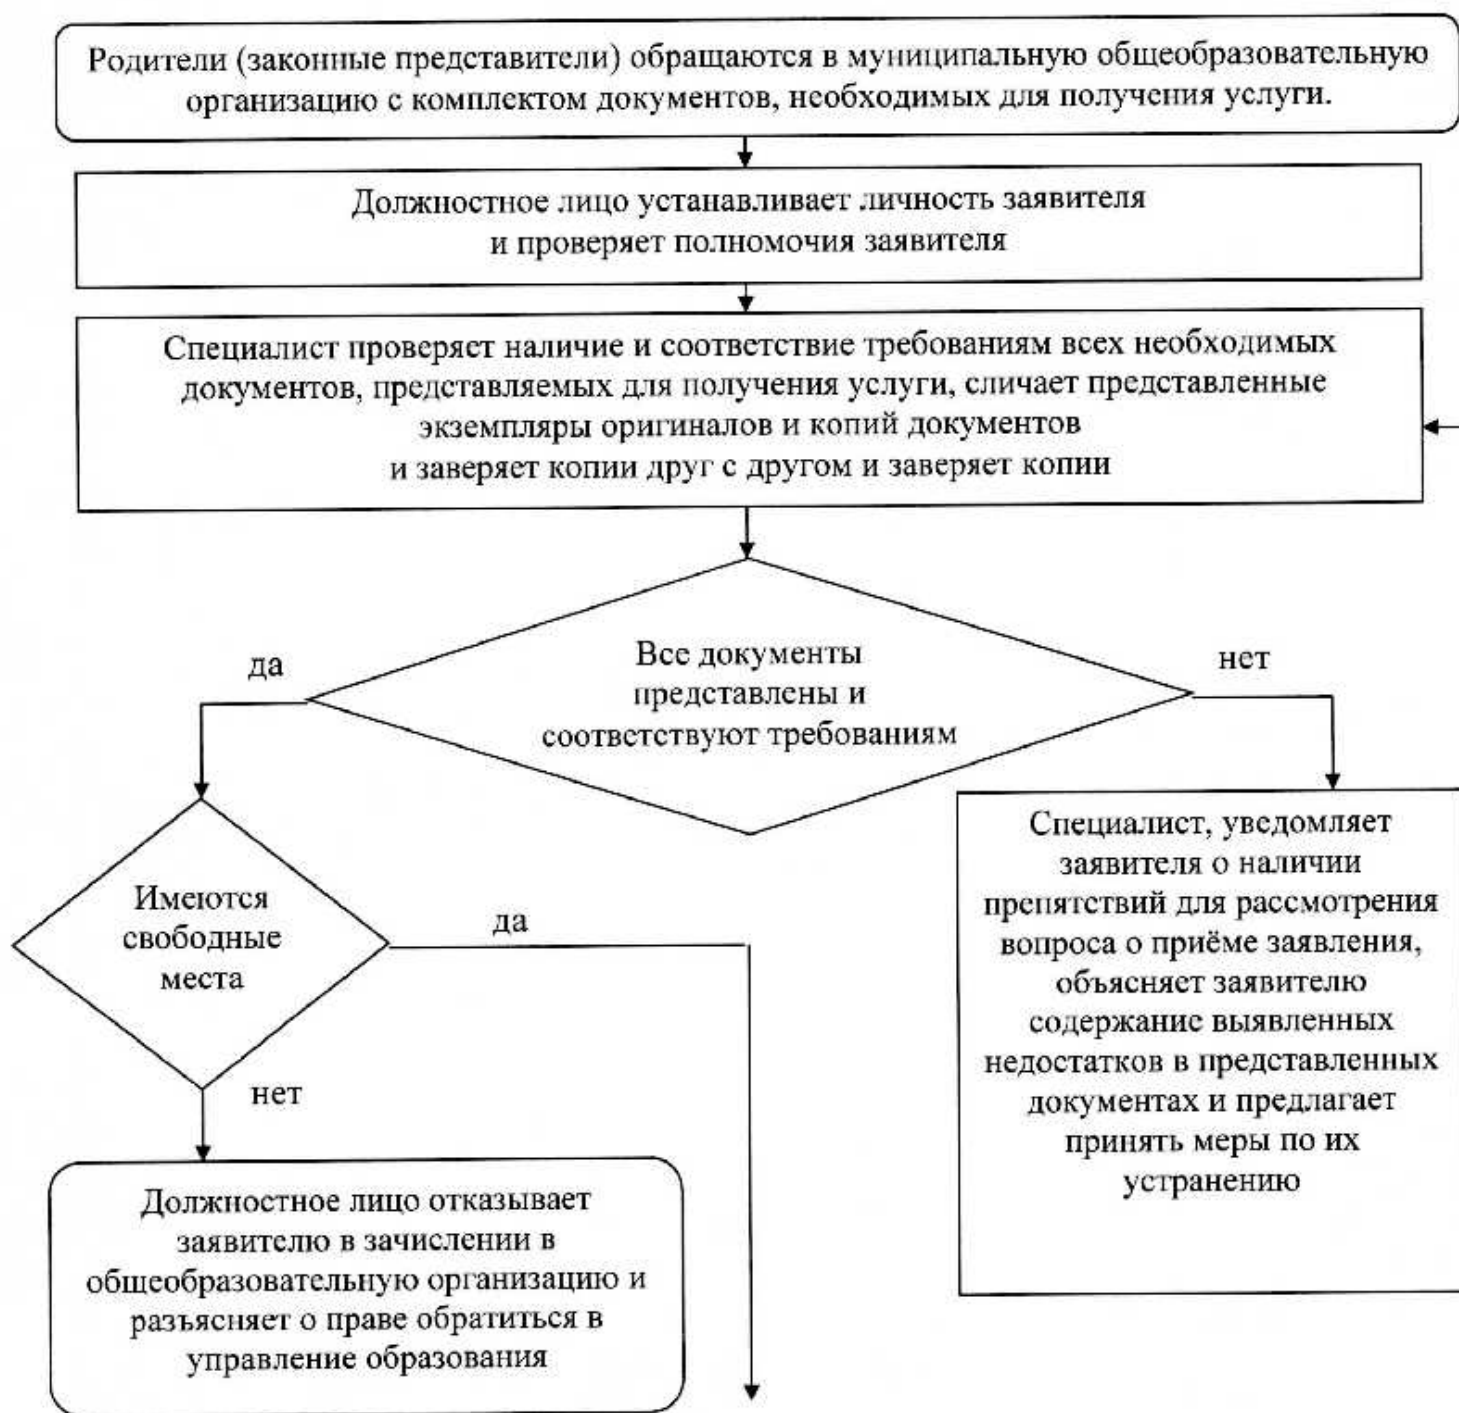 Родители (законные представители) обращаются в муниципальную общеобразовательную
организацию с комплектом документов, необходимых для получения услуги.
Должностное лицо устанавливает личность заявителя
и проверяет полномочия заявителя
Специалист проверяет наличие и соответствие требованиям всех необходимых
документов, представляемых для получения услуги, сличает представленные
экземпляры оригиналов и копий документов
и заверяет копии друг с другом и заверяет копии
да
Все документы
представлены и
соответствуют требованиям
нет
Имеются
свободные
места
да
нет
Специалист, уведомляет
заявителя о наличии
препятствий для рассмотрения
вопроса о приёме заявления,
объясняет заявителю
содержание выявленных
недостатков в представленных
документах и предлагает
принять меры по их
устранению
Должностное лицо отказывает
заявителю в зачислении в
общеобразовательную организацию и
разъясняет о праве обратиться в
управление образования